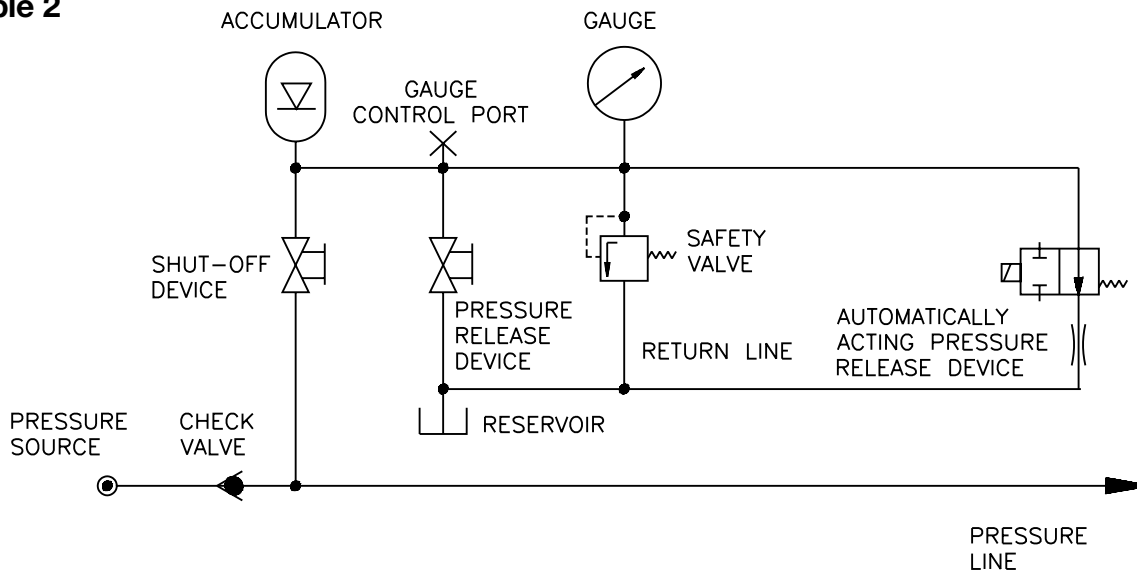 2
ACCUMULATOR
GAUGE
GAUGE
CONTROL PORT
SHUT-OFF
DEVICE
SAFETY
VALVE
PRESSURE
RELEASE
DEVICE
RETURN LINE
AUTOMATICALLY
ACTING PRESSURE
RELEASE DEVICE
PRESSURE
SOURCE
CHECK
VALVE
RESERVOIR
PRESSURE
LINE